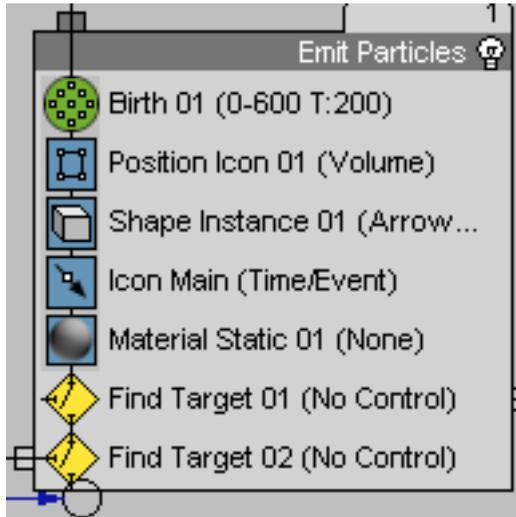 1
Emit Particles
Birth 01 (0-600 T:200)
Position Icon 01 (Volume)
Shape Instance 01 (Arrow...
Icon Main (Time/Event)
Material Static 01 (None)
Find Target 01 (No Control)
Find Target 02 (No Control)